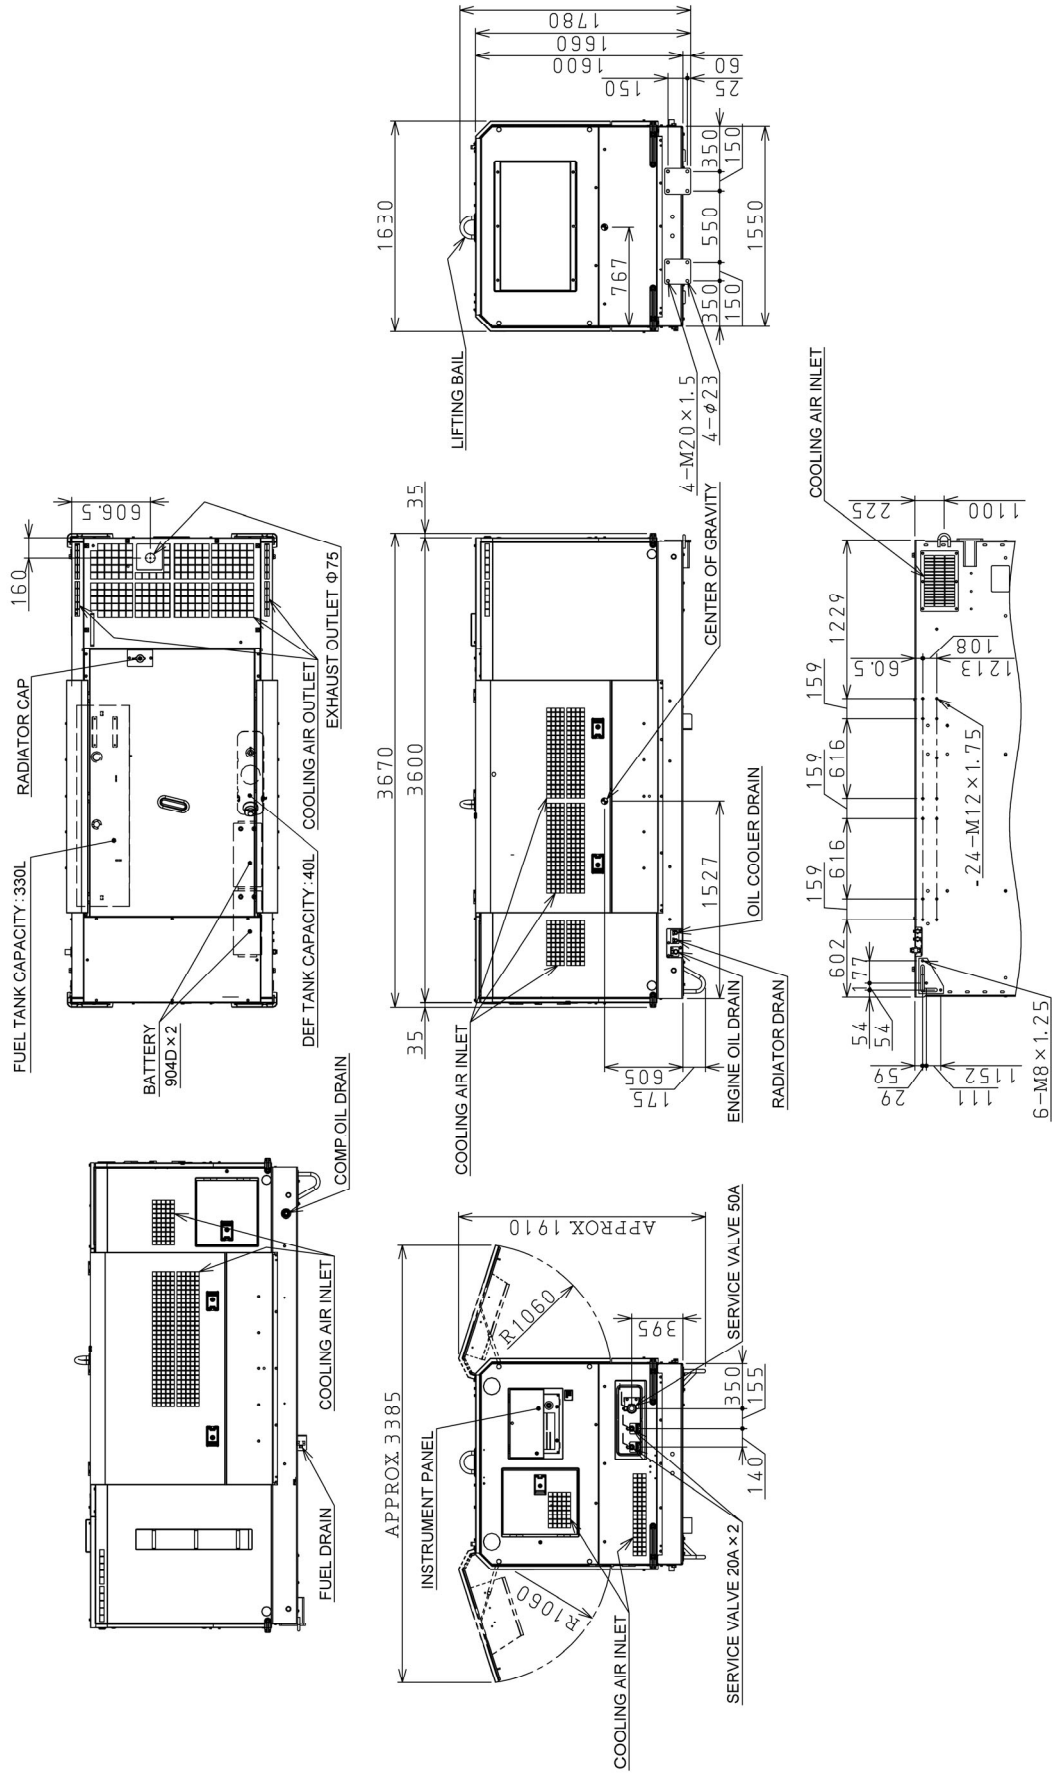 FUEL DRAIN
COOLING AIR INLET
COMP.OIL DRAIN
FUEL TANK CAPACITY:330L
RADIATOR CAP
BATTERY
904D×2
DEF TANK CAPACITY:40L
COOLING AIR OUTLET
EXHAUST OUTLET Φ75
160
606.5
APPROX 3385
INSTRUMENT PANEL
R1060
R1060
APPROX 1910
395
COOLING AIR INLET
SERVICE VALVE 20A×2
SERVICE VALVE 50A
140
155
350
3670
35
3600
35
COOLING AIR INLET
605
175
1527
ENGINE OIL DRAIN
RADIATOR DRAN
OIL COOLER DRAIN
CENTER OF GRAVITY
1630
LIFTING BAIL
1780
1660
1600
150
60
25
767
4-M20×1.5
4-φ23
350
150
550
350
150
1550
COOLING AIR INLET
602
159
616
159
616
159
1229
54
54
177
59
29
1152
111
60.5
108
1213
225
1100
24-M12×1.75
6-M8×1.25